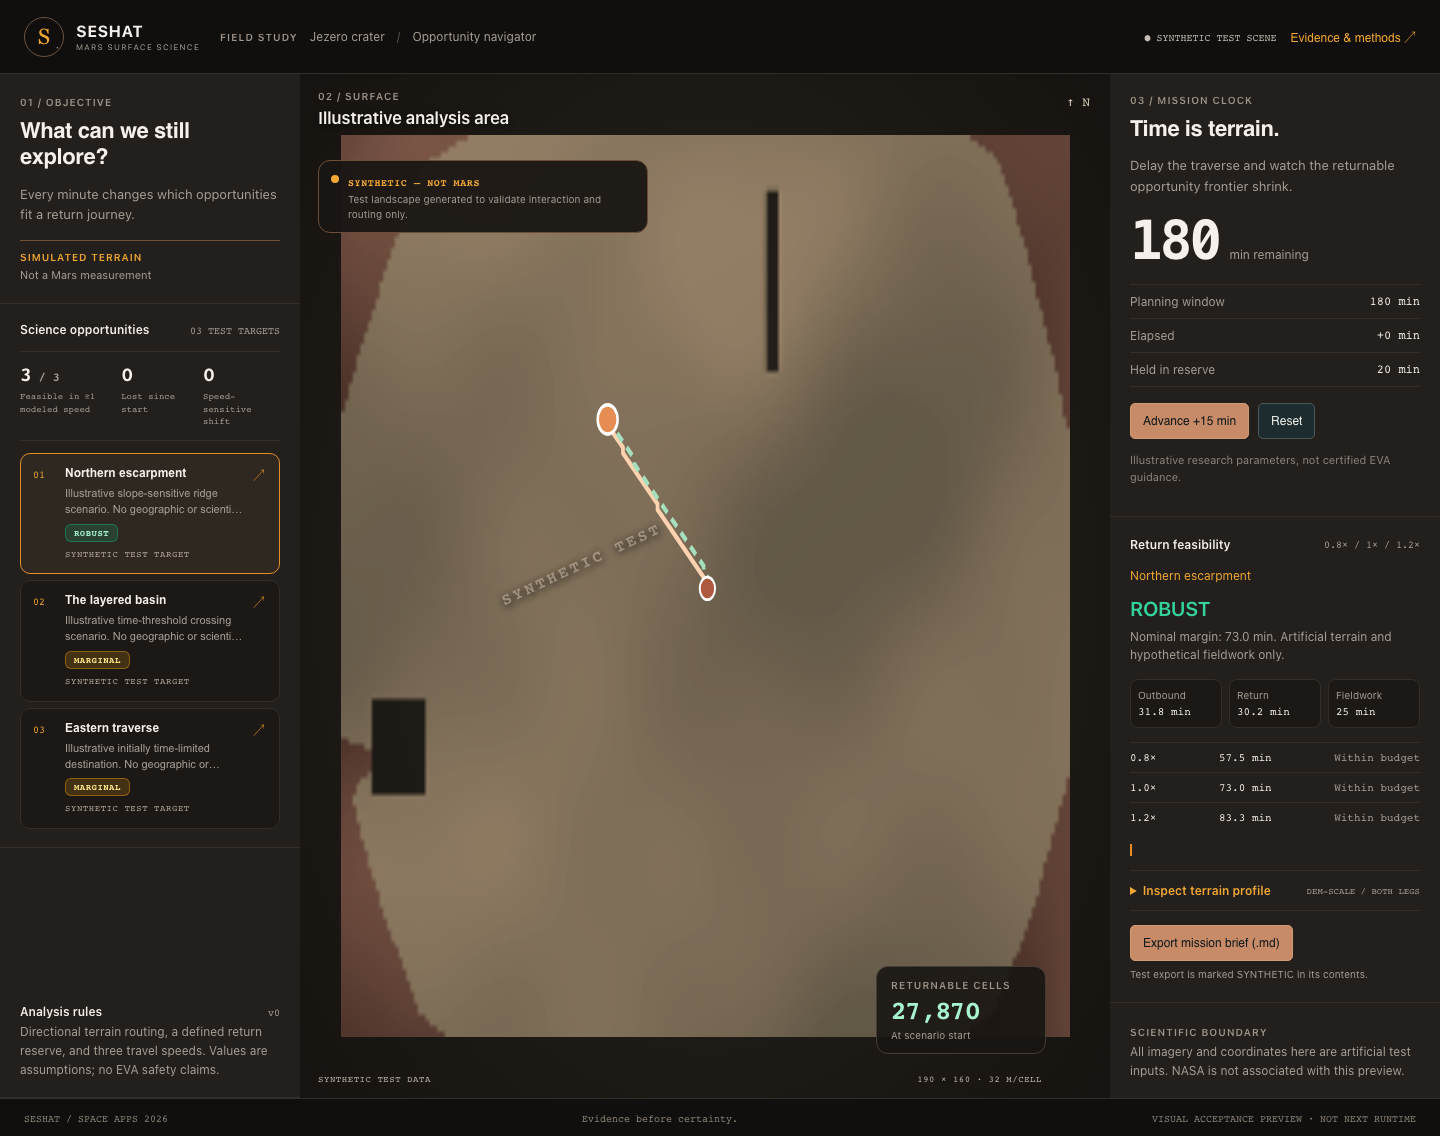 S
SESHAT
MARS SURFACE SCIENCE
FIELD STUDY Jezero crater / Opportunity navigator
● SYNTHETIC TEST SCENE Evidence & methods ↗
01 / OBJECTIVE
What can we still
explore?
Every minute changes which opportunities
fit a return journey.
SIMULATED TERRAIN
Not a Mars measurement
Science opportunities 03 TEST TARGETS
3 / 3
Feasible in ≥1
modeled speed
0
Lost since
start
0
Speed-
sensitive
shift
01 Northern escarpment ↗
Illustrative slope-sensitive ridge
scenario. No geographic or scienti…
ROBUST
SYNTHETIC TEST TARGET
02 The layered basin ↗
Illustrative time-threshold crossing
scenario. No geographic or scienti…
MARGINAL
SYNTHETIC TEST TARGET
03 Eastern traverse ↗
Illustrative initially time-limited
destination. No geographic or…
MARGINAL
SYNTHETIC TEST TARGET
Analysis rules v0
Directional terrain routing, a defined return
reserve, and three travel speeds. Values are
assumptions; no EVA safety claims.
02 / SURFACE
Illustrative analysis area
↑ N
SYNTHETIC — NOT MARS
Test landscape generated to validate interaction and
routing only.
SYNTHETIC TEST
RETURNABLE CELLS
27,870
At scenario start
SYNTHETIC TEST DATA 190 × 160 · 32 M/CELL
03 / MISSION CLOCK
Time is terrain.
Delay the traverse and watch the returnable
opportunity frontier shrink.
180 min remaining
Planning window 180 min
Elapsed +0 min
Held in reserve 20 min
Advance +15 min Reset
Illustrative research parameters, not certified EVA
guidance.
Return feasibility 0.8× / 1× / 1.2×
Northern escarpment
ROBUST
Nominal margin: 73.0 min. Artificial terrain and
hypothetical fieldwork only.
Outbound Return Fieldwork
31.8 min 30.2 min 25 min
0.8× 57.5 min Within budget
1.0× 73.0 min Within budget
1.2× 83.3 min Within budget
▶ Inspect terrain profile DEM-SCALE / BOTH LEGS
Export mission brief (.md)
Test export is marked SYNTHETIC in its contents.
SCIENTIFIC BOUNDARY
All imagery and coordinates here are artificial test
inputs. NASA is not associated with this preview.
SESHAT / SPACE APPS 2026 Evidence before certainty. VISUAL ACCEPTANCE PREVIEW · NOT NEXT RUNTIME